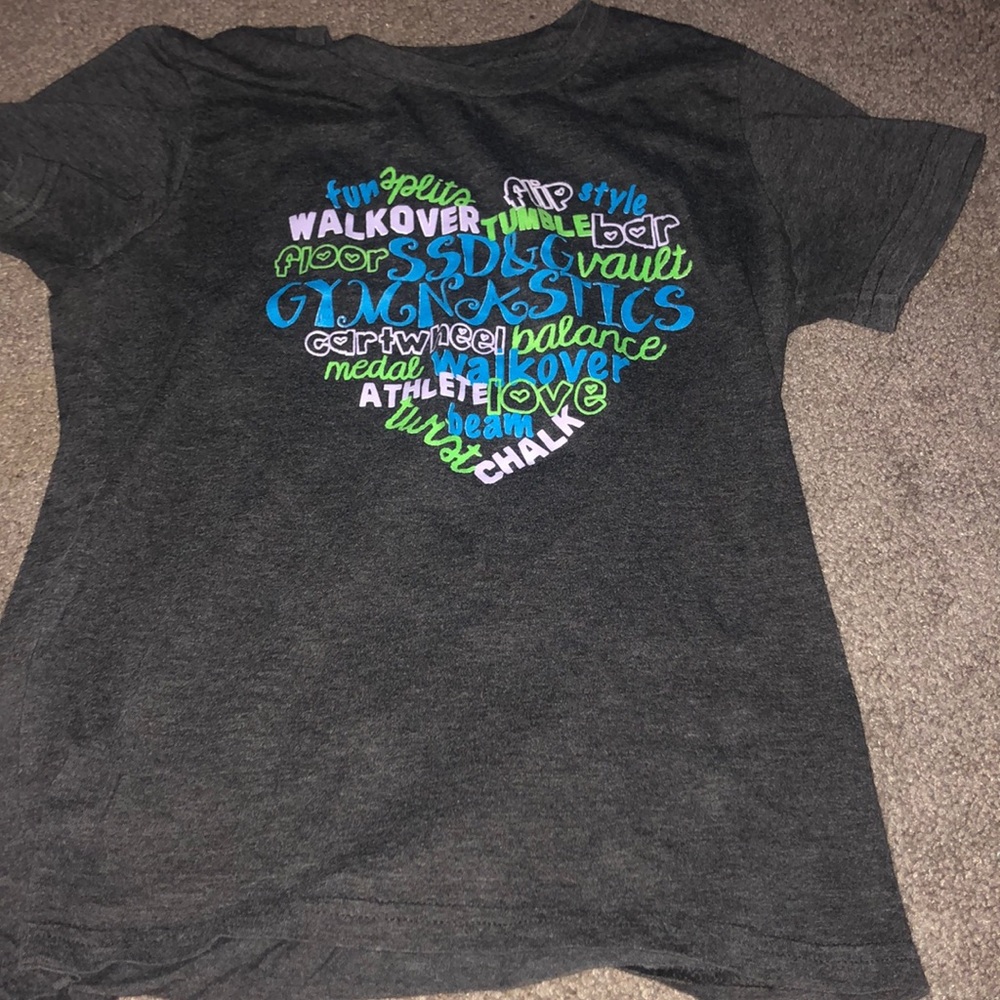 fun splits flip style
WALKOVER TUMBLE bar
floor SSD&G vault
GYMNASTICS
cartwheel balance
medal walkover
ATHLETE love
twist beam
CHALK